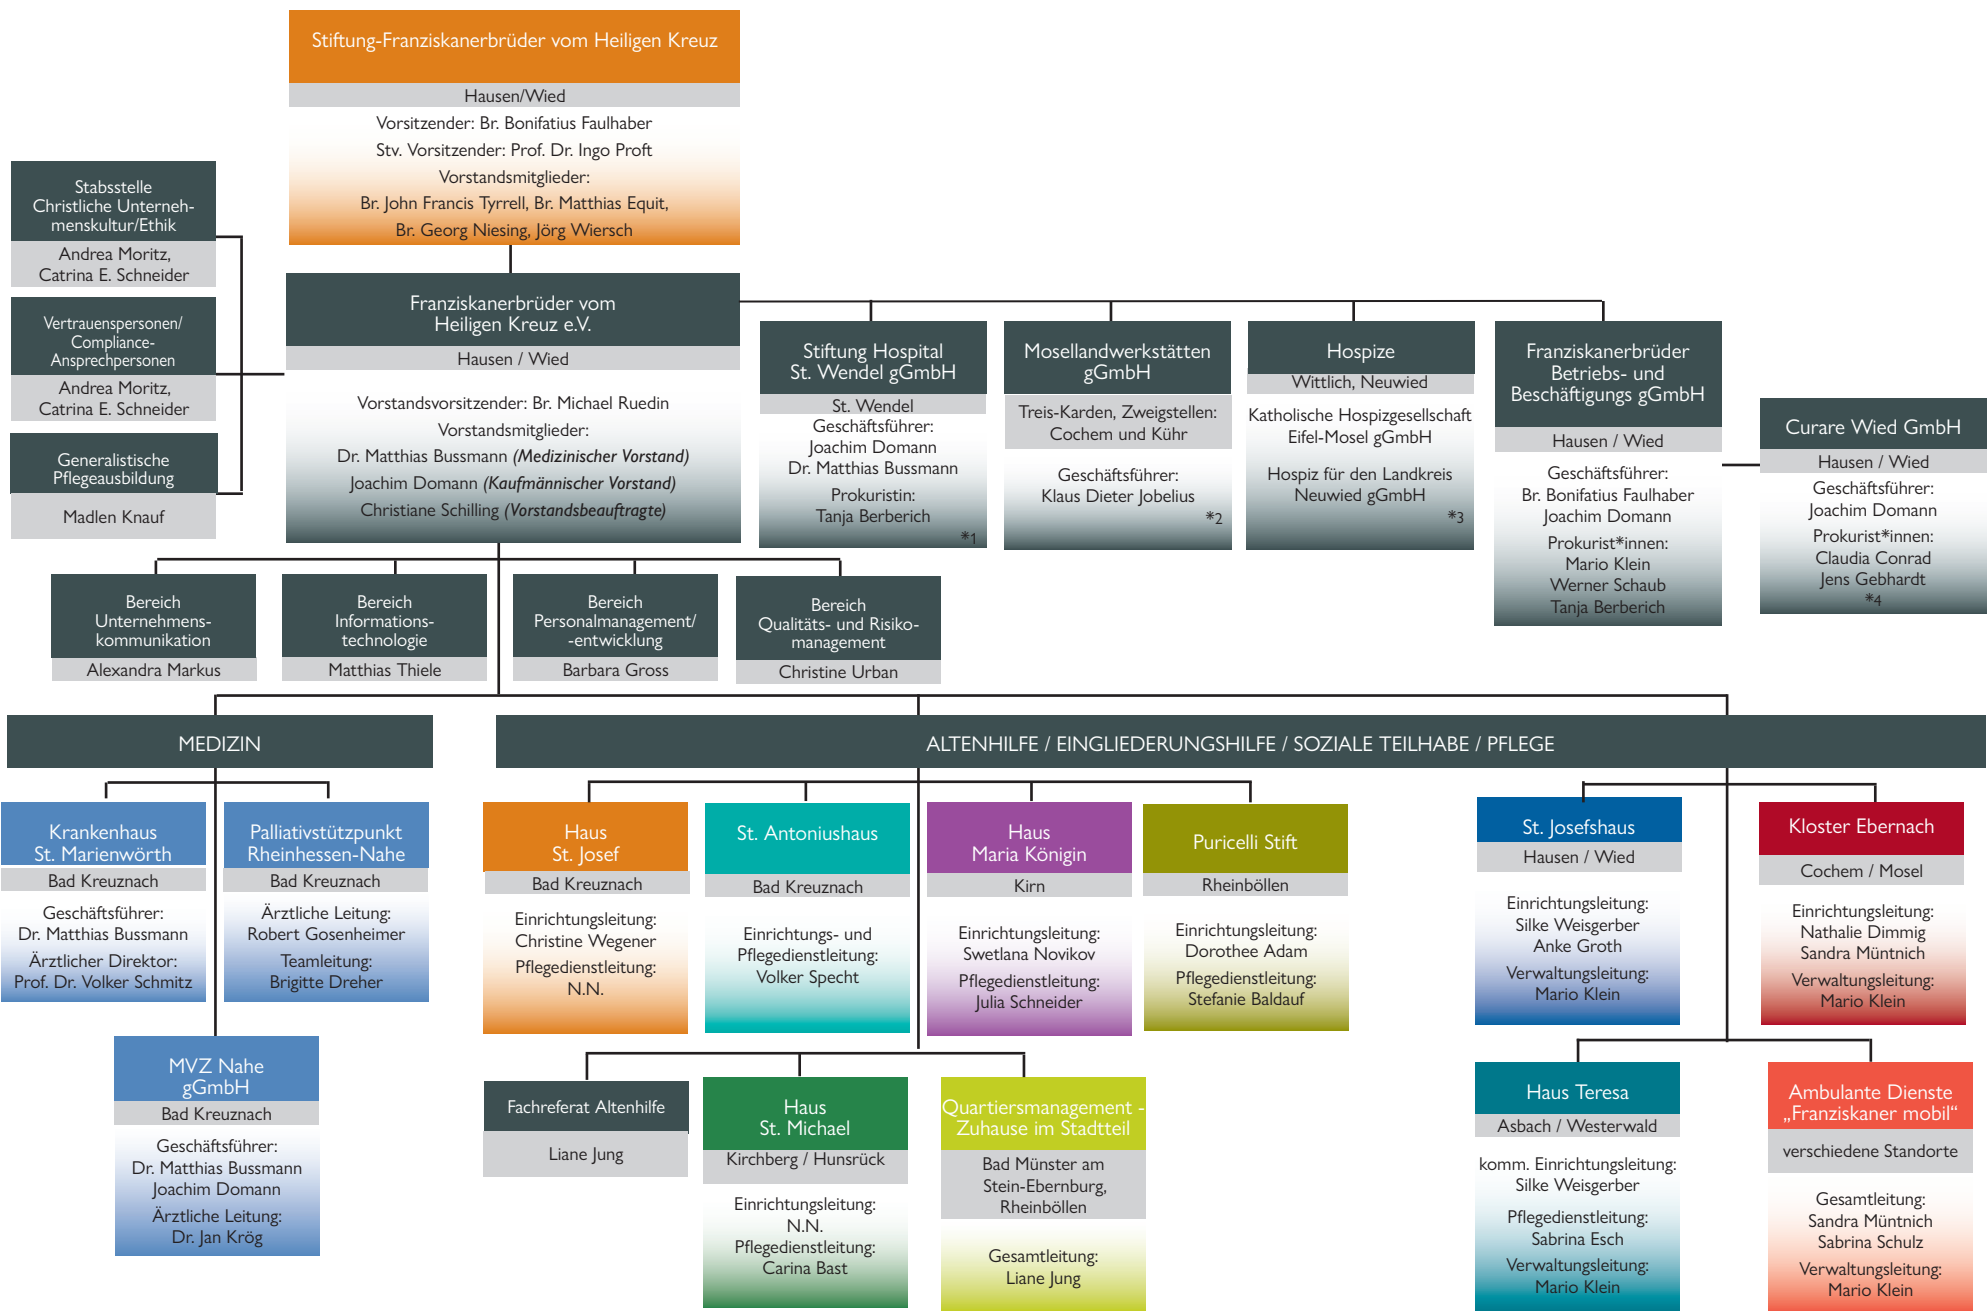 Stiftung-Franziskanerbrüder vom Heiligen Kreuz
Hausen/Wied
Vorsitzender: Br. Bonifatius Faulhaber
Stv. Vorsitzender: Prof. Dr. Ingo Proft
Vorstandsmitglieder:
Br. John Francis Tyrrell, Br. Matthias Equit,
Br. Georg Niesing, Jörg Wiersch
Stabsstelle
Christliche Unterneh-
menskultur/Ethik
Andrea Moritz,
Catrina E. Schneider
Vertrauenspersonen/
Compliance-
Ansprechpersonen
Andrea Moritz,
Catrina E. Schneider
Generalistische
Pflegeausbildung
Madlen Knauf
Franziskanerbrüder vom
Heiligen Kreuz e.V.
Hausen / Wied
Vorstandsvorsitzender: Br. Michael Ruedin
Vorstandsmitglieder:
Dr. Matthias Bussmann (Medizinischer Vorstand)
Joachim Domann (Kaufmännischer Vorstand)
Christiane Schilling (Vorstandsbeauftragte)
Stiftung Hospital
St. Wendel gGmbH
St. Wendel
Geschäftsführer:
Joachim Domann
Dr. Matthias Bussmann
Prokuristin:
Tanja Berberich
*1
Mosellandwerkstätten
gGmbH
Treis-Karden, Zweigstellen:
Cochem und Kühr
Geschäftsführer:
Klaus Dieter Jobelius
*2
Hospize
Wittlich, Neuwied
Katholische Hospizgesellschaft
Eifel-Mosel gGmbH
Hospiz für den Landkreis
Neuwied gGmbH
*3
Franziskanerbrüder
Betriebs- und
Beschäftigungs gGmbH
Hausen / Wied
Geschäftsführer:
Br. Bonifatius Faulhaber
Joachim Domann
Prokurist*innen:
Mario Klein
Werner Schaub
Tanja Berberich
Curare Wied GmbH
Hausen / Wied
Geschäftsführer:
Joachim Domann
Prokurist*innen:
Claudia Conrad
Jens Gebhardt
*4
Bereich
Unternehmens-
kommunikation
Alexandra Markus
Bereich
Informations-
technologie
Matthias Thiele
Bereich
Personalmanagement/
-entwicklung
Barbara Gross
Bereich
Qualitäts- und Risiko-
management
Christine Urban
MEDIZIN
ALTENHILFE / EINGLIEDERUNGSHILFE / SOZIALE TEILHABE / PFLEGE
Krankenhaus
St. Marienwörth
Bad Kreuznach
Geschäftsführer:
Dr. Matthias Bussmann
Ärztlicher Direktor:
Prof. Dr. Volker Schmitz
Palliativstützpunkt
Rheinhessen-Nahe
Bad Kreuznach
Ärztliche Leitung:
Robert Gosenheimer
Teamleitung:
Brigitte Dreher
MVZ Nahe
gGmbH
Bad Kreuznach
Geschäftsführer:
Dr. Matthias Bussmann
Joachim Domann
Ärztliche Leitung:
Dr. Jan Krög
Haus
St. Josef
Bad Kreuznach
Einrichtungsleitung:
Christine Wegener
Pflegedienstleitung:
N.N.
St. Antoniushaus
Bad Kreuznach
Einrichtungs- und
Pflegedienstleitung:
Volker Specht
Haus
Maria Königin
Kirn
Einrichtungsleitung:
Swetlana Novikov
Pflegedienstleitung:
Julia Schneider
Puricelli Stift
Rheinböllen
Einrichtungsleitung:
Dorothee Adam
Pflegedienstleitung:
Stefanie Baldauf
St. Josefshaus
Hausen / Wied
Einrichtungsleitung:
Silke Weisgerber
Anke Groth
Verwaltungsleitung:
Mario Klein
Kloster Ebernach
Cochem / Mosel
Einrichtungsleitung:
Nathalie Dimmig
Sandra Müntnich
Verwaltungsleitung:
Mario Klein
Fachreferat Altenhilfe
Liane Jung
Haus
St. Michael
Kirchberg / Hunsrück
Einrichtungsleitung:
N.N.
Pflegedienstleitung:
Carina Bast
Quartiersmanagement -
Zuhause im Stadtteil
Bad Münster am
Stein-Ebernburg,
Rheinböllen
Gesamtleitung:
Liane Jung
Haus Teresa
Asbach / Westerwald
komm. Einrichtungsleitung:
Silke Weisgerber
Pflegedienstleitung:
Sabrina Esch
Verwaltungsleitung:
Mario Klein
Ambulante Dienste
„Franziskaner mobil“
verschiedene Standorte
Gesamtleitung:
Sandra Müntnich
Sabrina Schulz
Verwaltungsleitung:
Mario Klein